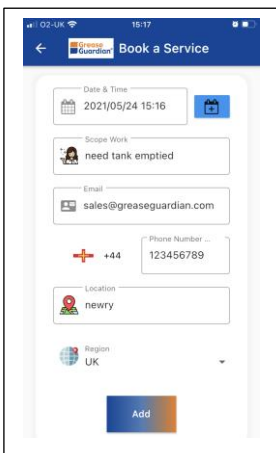 O2-UK 15:17
Grease Guardian Book a Service
Date & Time
2021/05/24 15:16
Scope Work
need tank emptied
Email
sales@greaseguardian.com
Phone Number ...
+44 123456789
Location
newry
Region
UK
Add